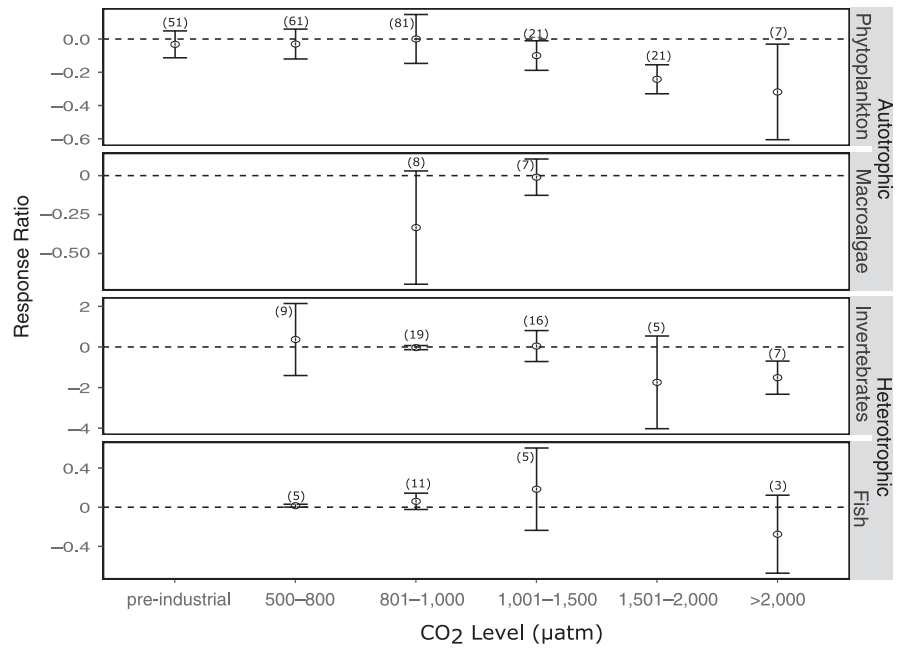 (51) (61) (81) (21) (21) (7)
0.0
−0.2
−0.4
−0.6
Phytoplankton
Autotrophic
(8) (7)
0
−0.25
−0.50
Macroalgae
Response Ratio
(9) (19) (16) (5) (7)
2
0
−2
−4
Invertebrates
Heterotrophic
(5) (11) (5) (3)
0.4
0
−0.4
Fish
pre-industrial 500–800 801–1,000 1,001–1,500 1,501–2,000 >2,000
CO2 Level (µatm)